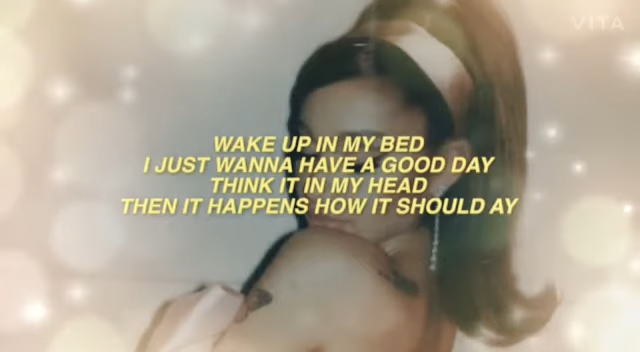 VITA
WAKE UP IN MY BED
I JUST WANNA HAVE A GOOD DAY
THINK IT IN MY HEAD
THEN IT HAPPENS HOW IT SHOULD AY